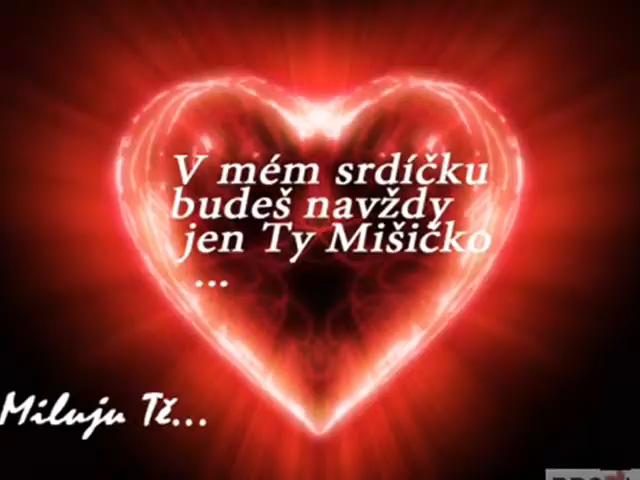 V mém srdíčku
budeš navždy
jen Ty Mišičko
...
Miluju Tě...